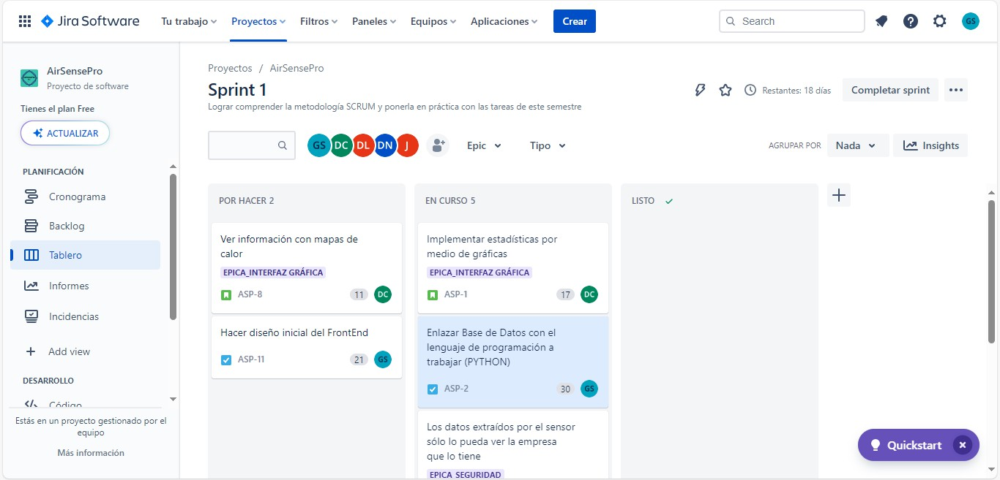 Jira Software
Tu trabajo
Proyectos
Filtros
Paneles
Equipos
Aplicaciones
Crear
Search
GS
AirSensePro
Proyecto de software
Tienes el plan Free
ACTUALIZAR
PLANIFICACIÓN
Cronograma
Backlog
Tablero
Informes
Incidencias
Add view
DESARROLLO
Código
Estás en un proyecto gestionado por el
equipo
Más información
Proyectos / AirSensePro
Sprint 1
Restantes: 18 días
Completar sprint
Lograr comprender la metodología SCRUM y ponerla en práctica con las tareas de este semestre
GS DC DL DN J
Epic
Tipo
AGRUPAR POR
Nada
Insights
POR HACER 2
Ver información con mapas de
calor
EPICA_INTERFAZ GRÁFICA
ASP-8 11 DC
Hacer diseño inicial del FrontEnd
ASP-11 21 GS
EN CURSO 5
Implementar estadísticas por
medio de gráficas
EPICA_INTERFAZ GRÁFICA
ASP-1 17 DC
Enlazar Base de Datos con el
lenguaje de programación a
trabajar (PYTHON)
ASP-2 30 GS
Los datos extraídos por el sensor
sólo lo pueda ver la empresa
que lo tiene
EPICA_SEGURIDAD
LISTO
Quickstart